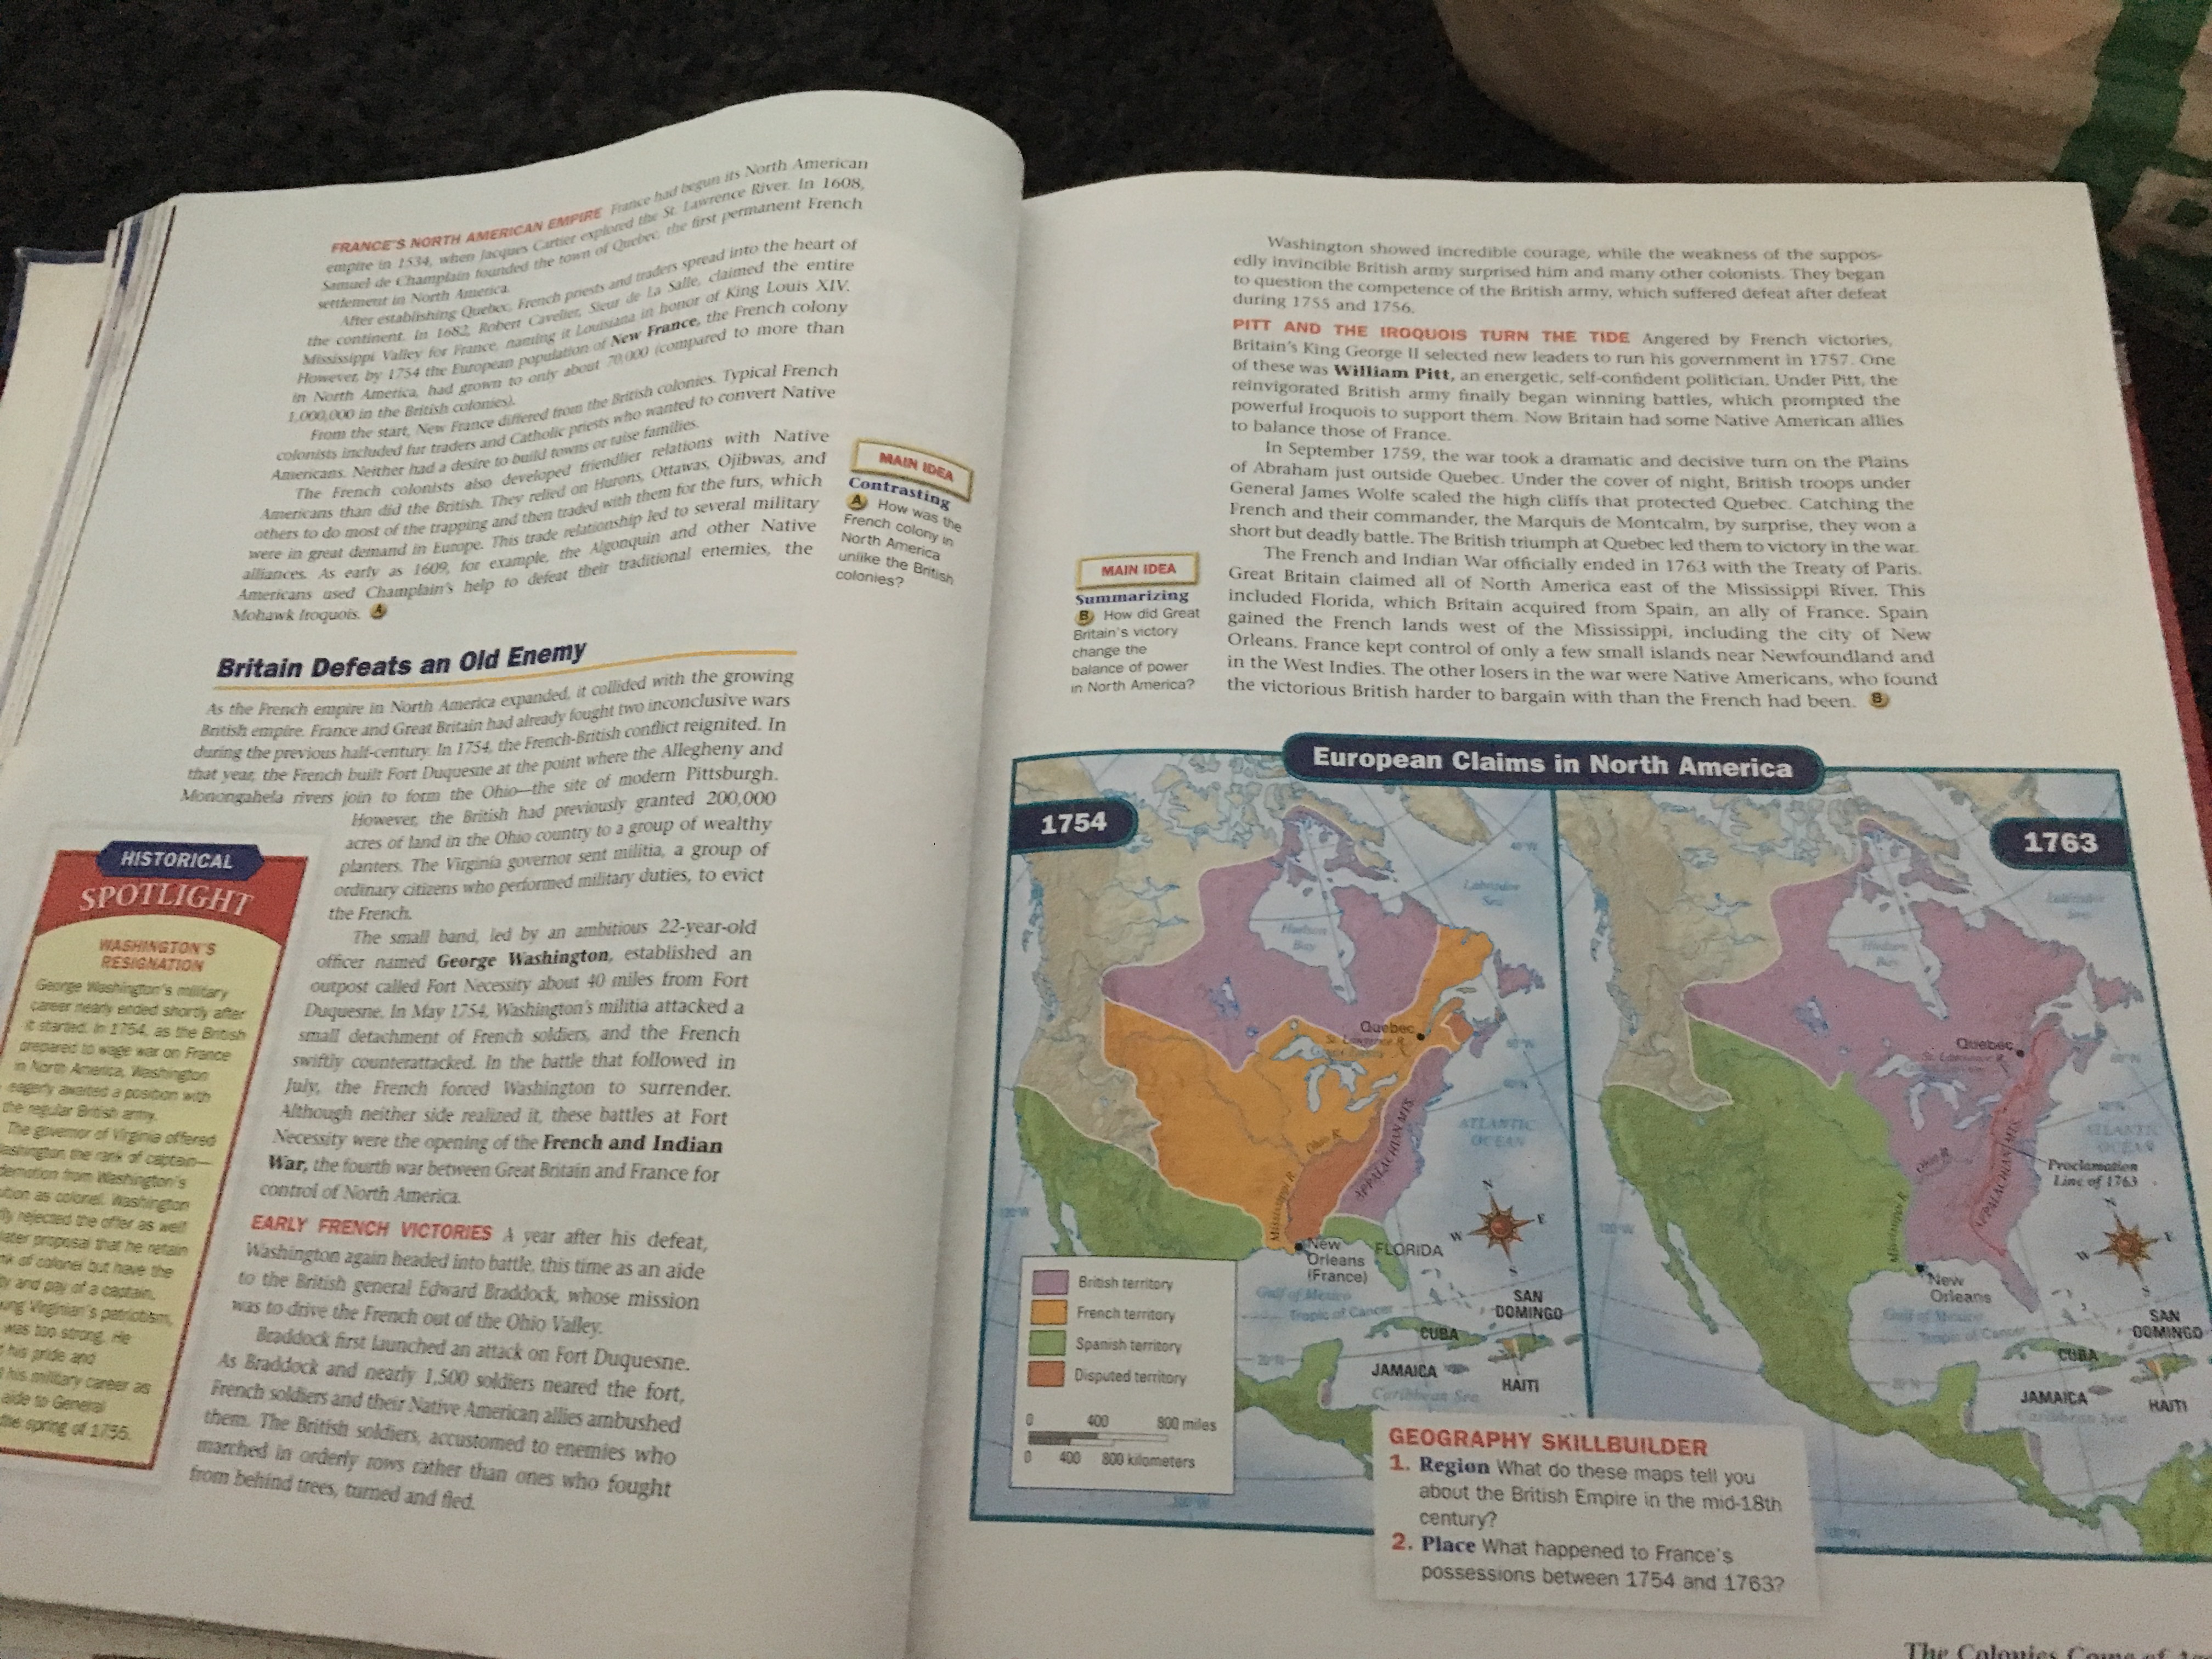 FRANCE'S NORTH AMERICAN EMPIRE France had begun its North American
empire in 1534, when Jacques Cartier explored the St. Lawrence River. In 1608,
Samuel de Champlain founded the town of Quebec, the first permanent French
settlement in North America.
After establishing Quebec, French priests and traders spread into the heart of
the continent. In 1682, Robert Cavelier, Sieur de La Salle, claimed the entire
Mississippi Valley for France, naming it Louisiana in honor of King Louis XIV.
However, by 1754 the European population of New France, the French colony
in North America, had grown to only about 70,000 (compared to more than
1,000,000 in the British colonies).
From the start, New France differed from the British colonies. Typical French
colonists included fur traders and Catholic priests who wanted to convert Native
Americans. Neither had a desire to build towns or raise families.
The French colonists also developed friendlier relations with Native
Americans than did the British. They relied on Hurons, Ottawas, Ojibwas, and
others to do most of the trapping and then traded with them for the furs, which
were in great demand in Europe. This trade relationship led to several military
alliances. As early as 1609, for example, the Algonquin and other Native
Americans used Champlain's help to defeat their traditional enemies, the
Mohawk Iroquois. A
MAIN IDEA
Contrasting
A How was the
French colony in
North America
unlike the British
colonies?
Britain Defeats an Old Enemy
As the French empire in North America expanded, it collided with the growing
British empire. France and Great Britain had already fought two inconclusive wars
during the previous half-century. In 1754, the French-British conflict reignited. In
that year, the French built Fort Duquesne at the point where the Allegheny and
Monongahela rivers join to form the Ohio—the site of modern Pittsburgh.
However, the British had previously granted 200,000
acres of land in the Ohio country to a group of wealthy
planters. The Virginia governor sent militia, a group of
ordinary citizens who performed military duties, to evict
the French.
The small band, led by an ambitious 22-year-old
officer named George Washington, established an
outpost called Fort Necessity about 40 miles from Fort
Duquesne. In May 1754, Washington's militia attacked a
small detachment of French soldiers, and the French
swiftly counterattacked. In the battle that followed in
July, the French forced Washington to surrender.
Although neither side realized it, these battles at Fort
Necessity were the opening of the French and Indian
War, the fourth war between Great Britain and France for
control of North America.
EARLY FRENCH VICTORIES A year after his defeat,
Washington again headed into battle, this time as an aide
to the British general Edward Braddock, whose mission
was to drive the French out of the Ohio Valley.
Braddock first launched an attack on Fort Duquesne.
As Braddock and nearly 1,500 soldiers neared the fort,
French soldiers and their Native American allies ambushed
them. The British soldiers, accustomed to enemies who
marched in orderly rows rather than ones who fought
from behind trees, turned and fled.
HISTORICAL
SPOTLIGHT
WASHINGTON'S
RESIGNATION
George Washington's military
career nearly ended shortly after
it started. In 1754, as the British
prepared to wage war on France
in North America, Washington
eagerly awaited a position with
the regular British army.
The governor of Virginia offered
the rank of captain—
from Washington's
as colonel. Washington
rejected the offer as well
later proposal that he retain
of colonel but have the
and pay of a captain.
Virginian's patriotism,
was too strong. He
his pride and
his military career as
aide to General
the spring of 1755.
Washington showed incredible courage, while the weakness of the suppos-
edly invincible British army surprised him and many other colonists. They began
to question the competence of the British army, which suffered defeat after defeat
during 1755 and 1756.
PITT AND THE IROQUOIS TURN THE TIDE Angered by French victories,
Britain's King George II selected new leaders to run his government in 1757. One
of these was William Pitt, an energetic, self-confident politician. Under Pitt, the
reinvigorated British army finally began winning battles, which prompted the
powerful Iroquois to support them. Now Britain had some Native American allies
to balance those of France.
In September 1759, the war took a dramatic and decisive turn on the Plains
of Abraham just outside Quebec. Under the cover of night, British troops under
General James Wolfe scaled the high cliffs that protected Quebec. Catching the
French and their commander, the Marquis de Montcalm, by surprise, they won a
short but deadly battle. The British triumph at Quebec led them to victory in the war.
The French and Indian War officially ended in 1763 with the Treaty of Paris.
Great Britain claimed all of North America east of the Mississippi River. This
included Florida, which Britain acquired from Spain, an ally of France. Spain
gained the French lands west of the Mississippi, including the city of New
Orleans. France kept control of only a few small islands near Newfoundland and
in the West Indies. The other losers in the war were Native Americans, who found
the victorious British harder to bargain with than the French had been. B
MAIN IDEA
Summarizing
B How did Great
Britain's victory
change the
balance of power
in North America?
European Claims in North America
1754
Labrador
Sea
Hudson
Bay
Quebec
St. Lawrence R.
Ohio R.
Mississippi R.
APPALACHIAN MTS.
ATLANTIC
OCEAN
New
Orleans
(France)
FLORIDA
Gulf of Mexico
Tropic of Cancer
CUBA
SAN
DOMINGO
JAMAICA
HAITI
Caribbean Sea
N
W
E
S
120°W
20°N
British territory
French territory
Spanish territory
Disputed territory
0 400 800 miles
0 400 800 kilometers
1763
Labrador
Sea
Hudson
Bay
Quebec
St. Lawrence R.
Ohio R.
Mississippi R.
APPALACHIAN MTS.
ATLANTIC
OCEAN
Proclamation
Line of 1763
New
Orleans
Gulf of Mexico
Tropic of Cancer
CUBA
SAN
DOMINGO
JAMAICA
HAITI
Caribbean Sea
N
W
E
S
120°W
20°N
100°W
GEOGRAPHY SKILLBUILDER
1. Region What do these maps tell you
about the British Empire in the mid-18th
century?
2. Place What happened to France's
possessions between 1754 and 1763?
The Colonies Come of